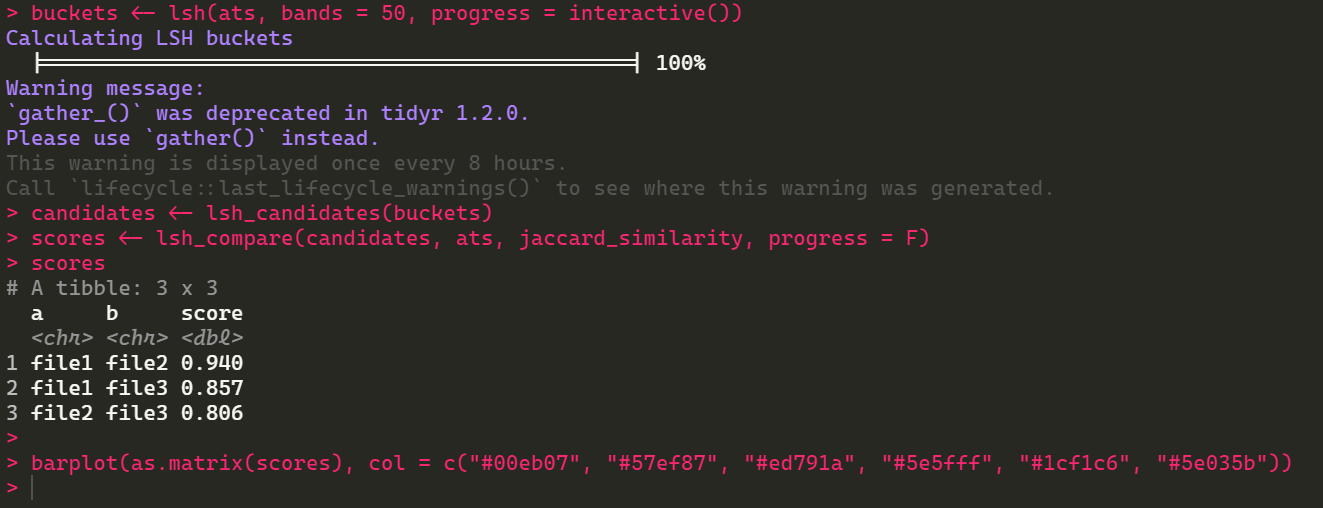 > buckets <- lsh(ats, bands = 50, progress = interactive())
Calculating LSH buckets
|==================================================| 100%
Warning message:
`gather_()` was deprecated in tidyr 1.2.0.
Please use `gather()` instead.
This warning is displayed once every 8 hours.
Call `lifecycle::last_lifecycle_warnings()` to see where this warning was generated.
> candidates <- lsh_candidates(buckets)
> scores <- lsh_compare(candidates, ats, jaccard_similarity, progress = F)
> scores
# A tibble: 3 x 3
a b score
<chr> <chr> <dbl>
1 file1 file2 0.940
2 file1 file3 0.857
3 file2 file3 0.806
>
> barplot(as.matrix(scores), col = c("#00eb07", "#57ef87", "#ed791a", "#5e5fff", "#1cf1c6", "#5e035b"))
>